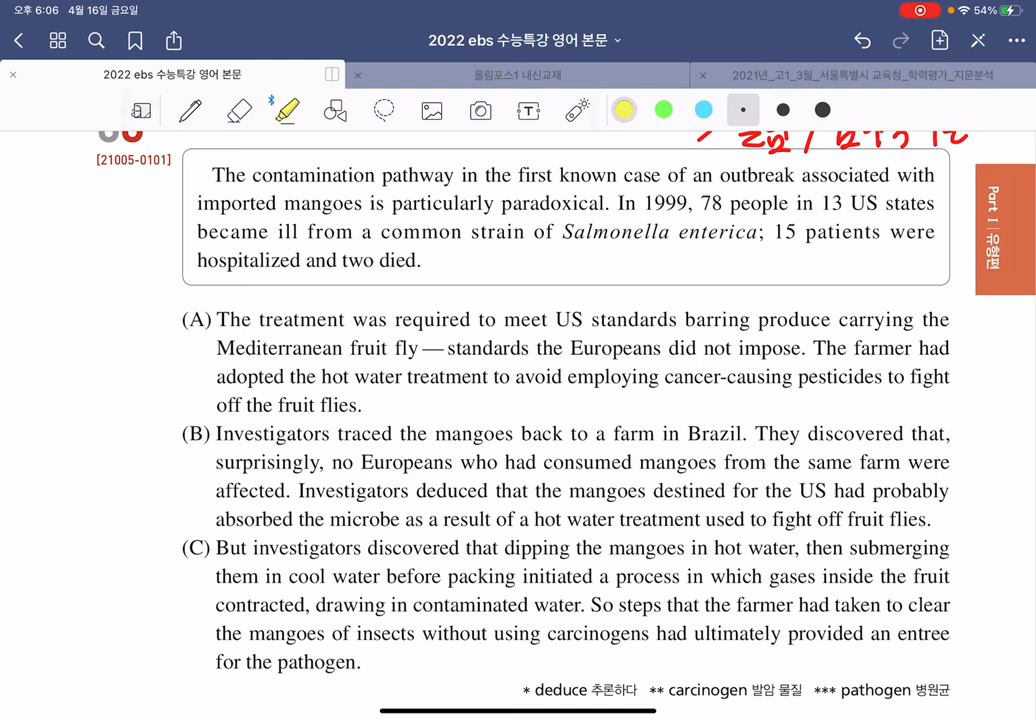 오후 6:06 4월 16일 금요일
54%
2022 ebs 수능특강 영어 본문
2022 ebs 수능특강 영어 본문
올림포스1 내신교재
2021년_고1_3월_서울특별시 교육청_학력평가_지문분석
[21005-0101]
The contamination pathway in the first known case of an outbreak associated with
imported mangoes is particularly paradoxical. In 1999, 78 people in 13 US states
became ill from a common strain of Salmonella enterica; 15 patients were
hospitalized and two died.
Part I 유형편
(A) The treatment was required to meet US standards barring produce carrying the
Mediterranean fruit fly — standards the Europeans did not impose. The farmer had
adopted the hot water treatment to avoid employing cancer-causing pesticides to fight
off the fruit flies.
(B) Investigators traced the mangoes back to a farm in Brazil. They discovered that,
surprisingly, no Europeans who had consumed mangoes from the same farm were
affected. Investigators deduced that the mangoes destined for the US had probably
absorbed the microbe as a result of a hot water treatment used to fight off fruit flies.
(C) But investigators discovered that dipping the mangoes in hot water, then submerging
them in cool water before packing initiated a process in which gases inside the fruit
contracted, drawing in contaminated water. So steps that the farmer had taken to clear
the mangoes of insects without using carcinogens had ultimately provided an entree
for the pathogen.
* deduce 추론하다 ** carcinogen 발암 물질 *** pathogen 병원균